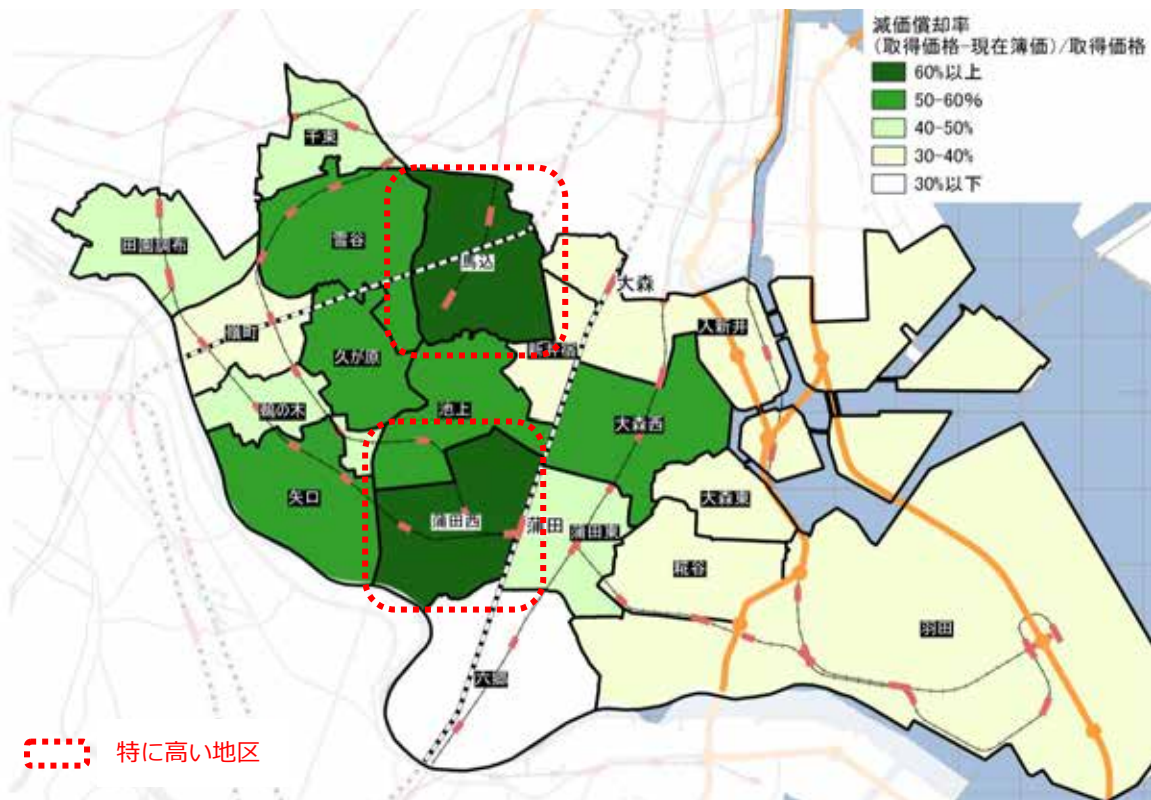 減価償却率
(取得価格-現在簿価)/取得価格
60%以上
50-60%
40-50%
30-40%
30%以下
千束
田園調布
雪谷
馬込
大森
嶺町
久が原
新井宿
入新井
鵜の木
池上
大森西
矢口
蒲田西
蒲田
蒲田東
大森東
糀谷
羽田
六郷
特に高い地区